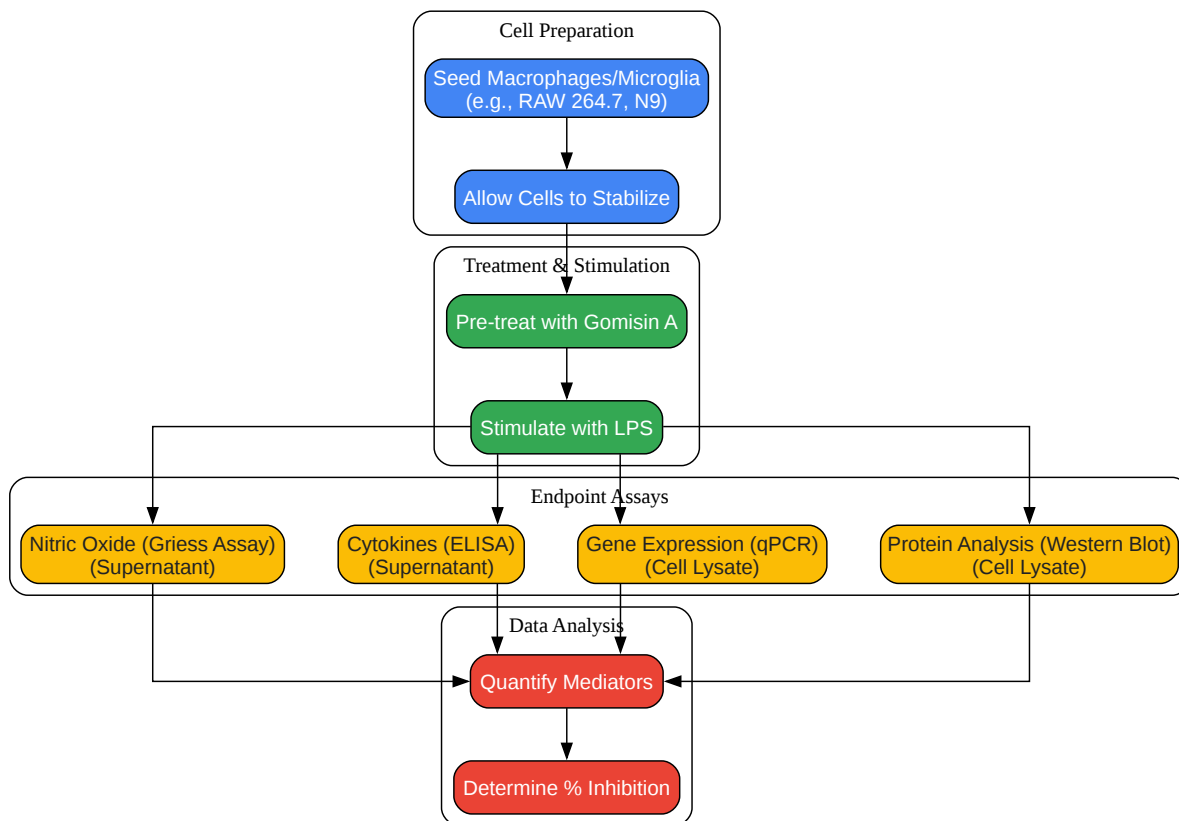 Cell Preparation
Seed Macrophages/Microglia
(e.g., RAW 264.7, N9)
Allow Cells to Stabilize
Treatment & Stimulation
Pre-treat with Gomisin A
Stimulate with LPS
Endpoint Assays
Nitric Oxide (Griess Assay)
(Supernatant)
Cytokines (ELISA)
(Supernatant)
Gene Expression (qPCR)
(Cell Lysate)
Protein Analysis (Western Blot)
(Cell Lysate)
Data Analysis
Quantify Mediators
Determine % Inhibition